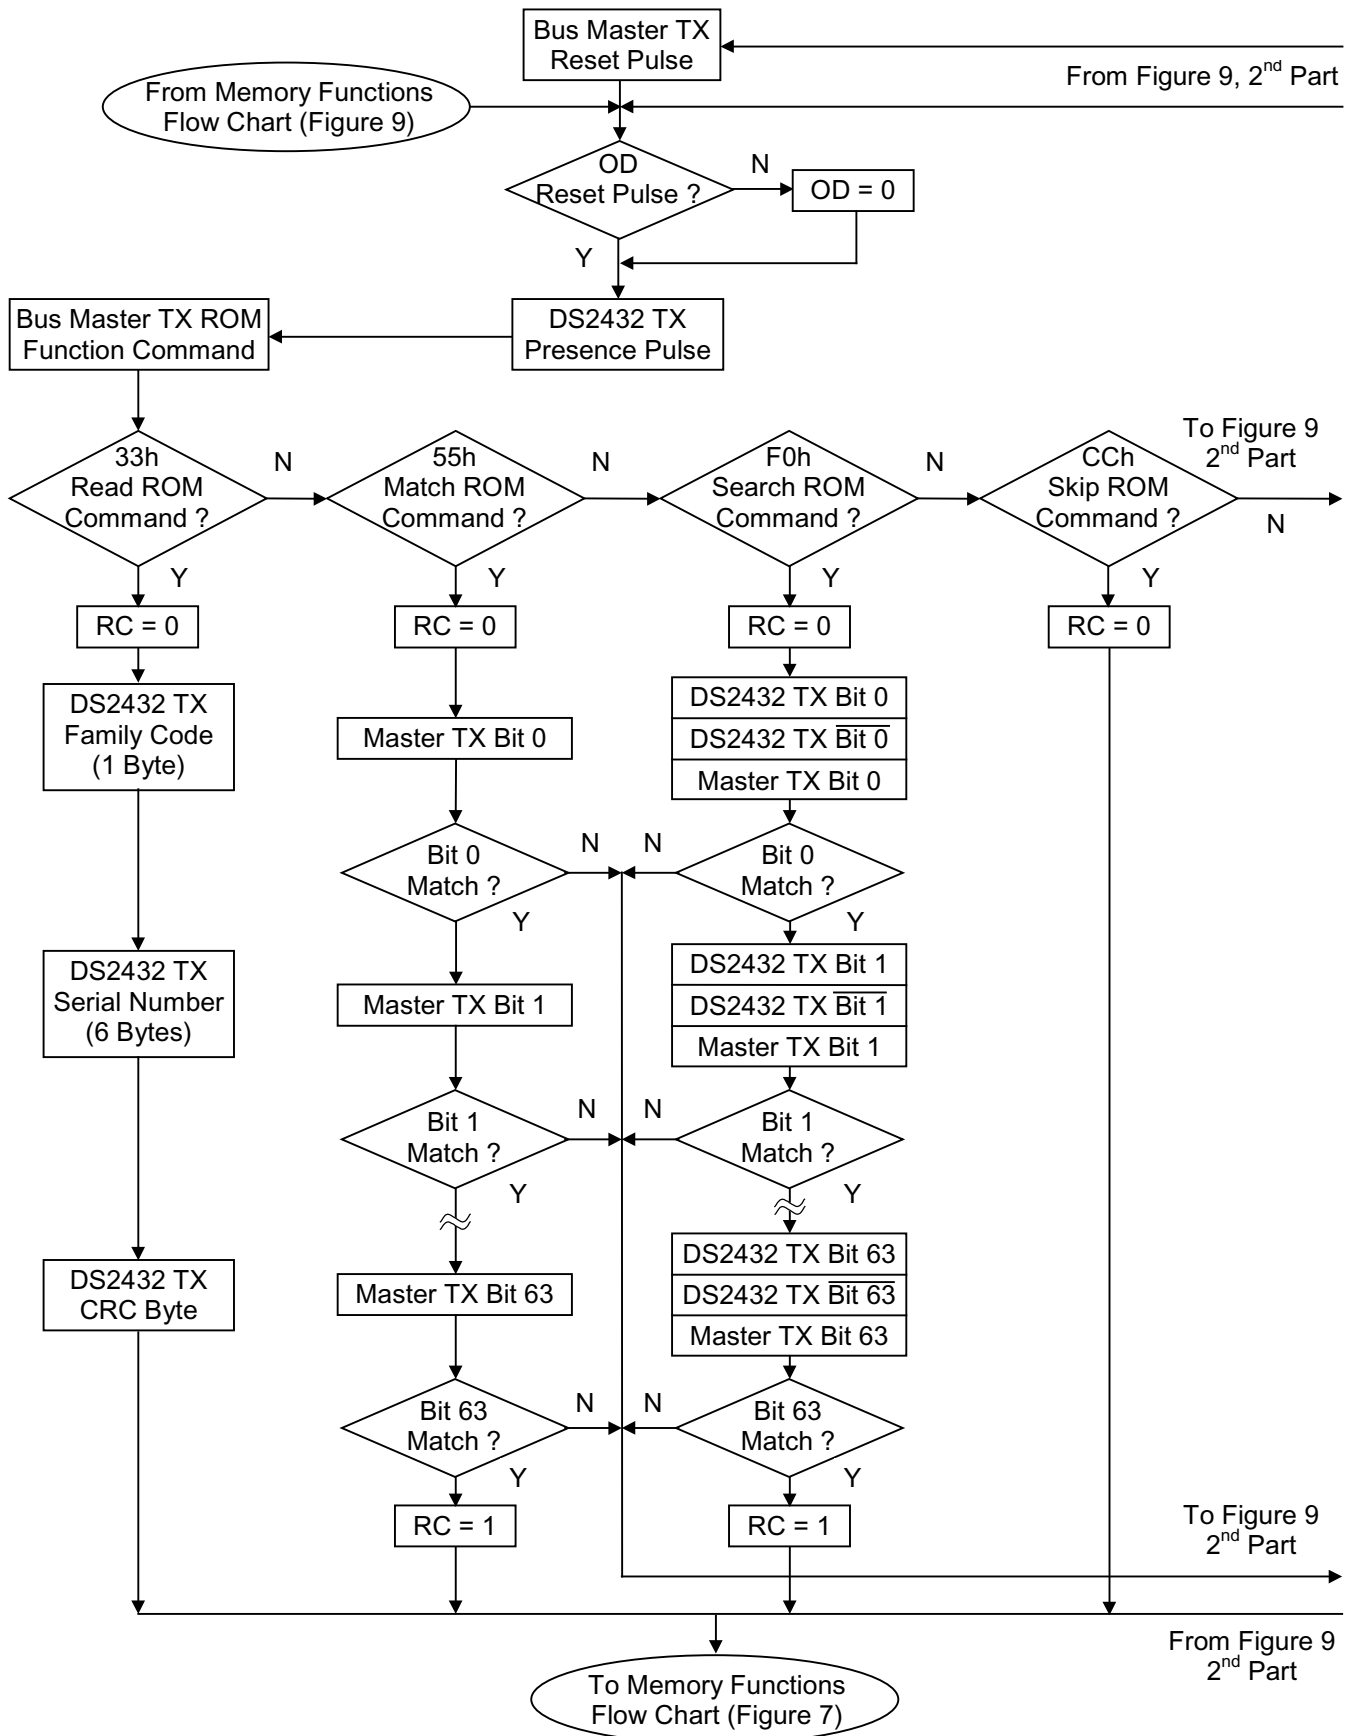 Bus Master TX
Reset Pulse
From Figure 9, 2nd Part
From Memory Functions
Flow Chart (Figure 9)
OD
Reset Pulse ?
N
OD = 0
Y
Bus Master TX ROM
Function Command
DS2432 TX
Presence Pulse
To Figure 9
2nd Part
33h
Read ROM
Command ?
N
55h
Match ROM
Command ?
N
F0h
Search ROM
Command ?
N
CCh
Skip ROM
Command ?
N
Y
Y
Y
Y
RC = 0
RC = 0
RC = 0
RC = 0
DS2432 TX
Family Code
(1 Byte)
Master TX Bit 0
DS2432 TX Bit 0
DS2432 TX B̅i̅t̅ ̅0̅
Master TX Bit 0
Bit 0
Match ?
N
N
Bit 0
Match ?
Y
Y
DS2432 TX
Serial Number
(6 Bytes)
Master TX Bit 1
DS2432 TX Bit 1
DS2432 TX B̅i̅t̅ ̅1̅
Master TX Bit 1
Bit 1
Match ?
N
N
Bit 1
Match ?
Y
Y
DS2432 TX
CRC Byte
Master TX Bit 63
DS2432 TX Bit 63
DS2432 TX B̅i̅t̅ ̅6̅3̅
Master TX Bit 63
Bit 63
Match ?
N
N
Bit 63
Match ?
Y
Y
RC = 1
RC = 1
To Figure 9
2nd Part
From Figure 9
2nd Part
To Memory Functions
Flow Chart (Figure 7)